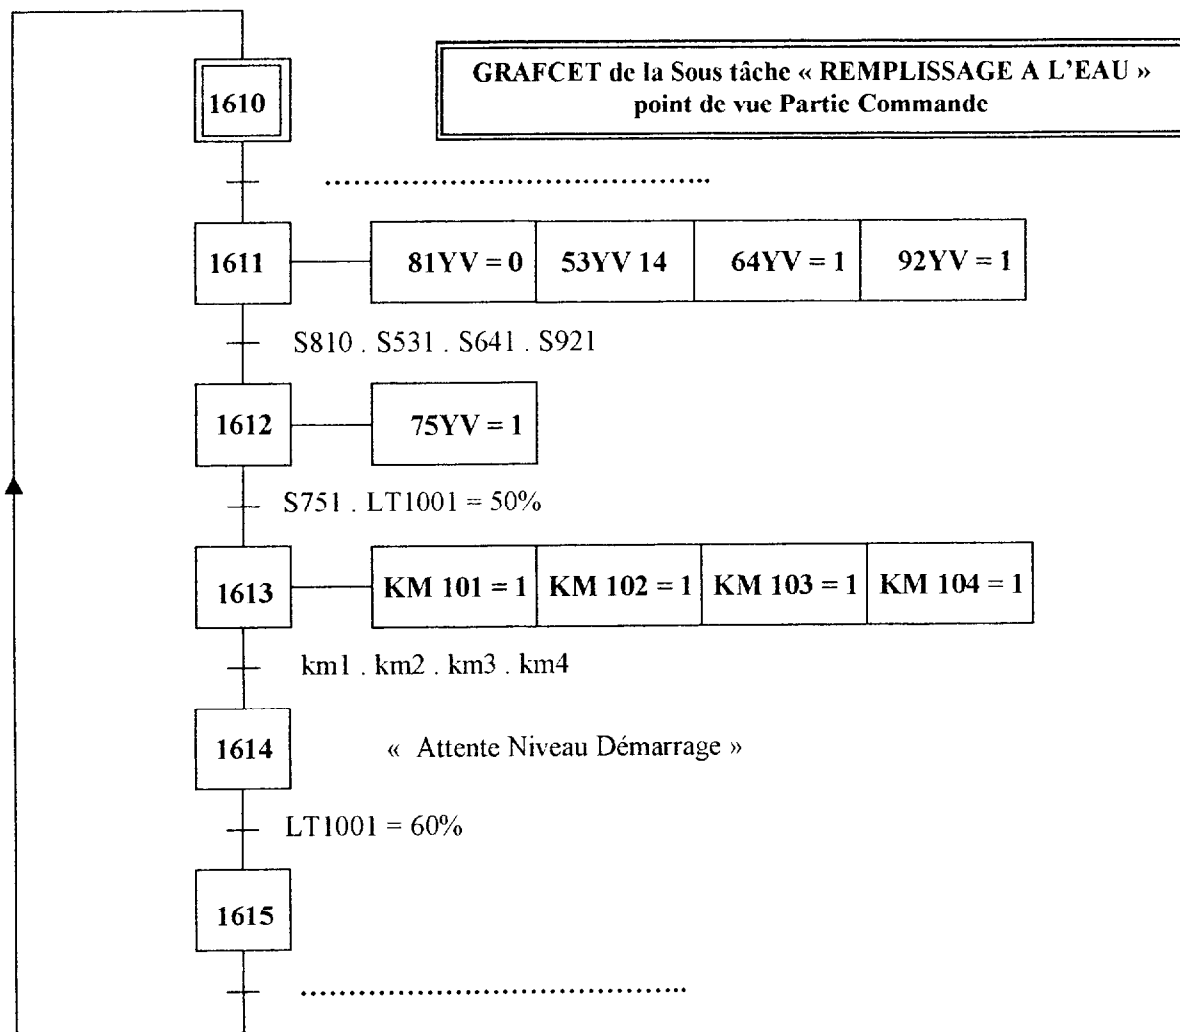 GRAFCET de la Sous tâche « REMPLISSAGE A L'EAU »
point de vue Partie Commande
1610
........................................
1611
81YV = 0
53YV 14
64YV = 1
92YV = 1
S810 . S531 . S641 . S921
1612
75YV = 1
S751 . LT1001 = 50%
1613
KM 101 = 1
KM 102 = 1
KM 103 = 1
KM 104 = 1
km1 . km2 . km3 . km4
1614
« Attente Niveau Démarrage »
LT1001 = 60%
1615
........................................